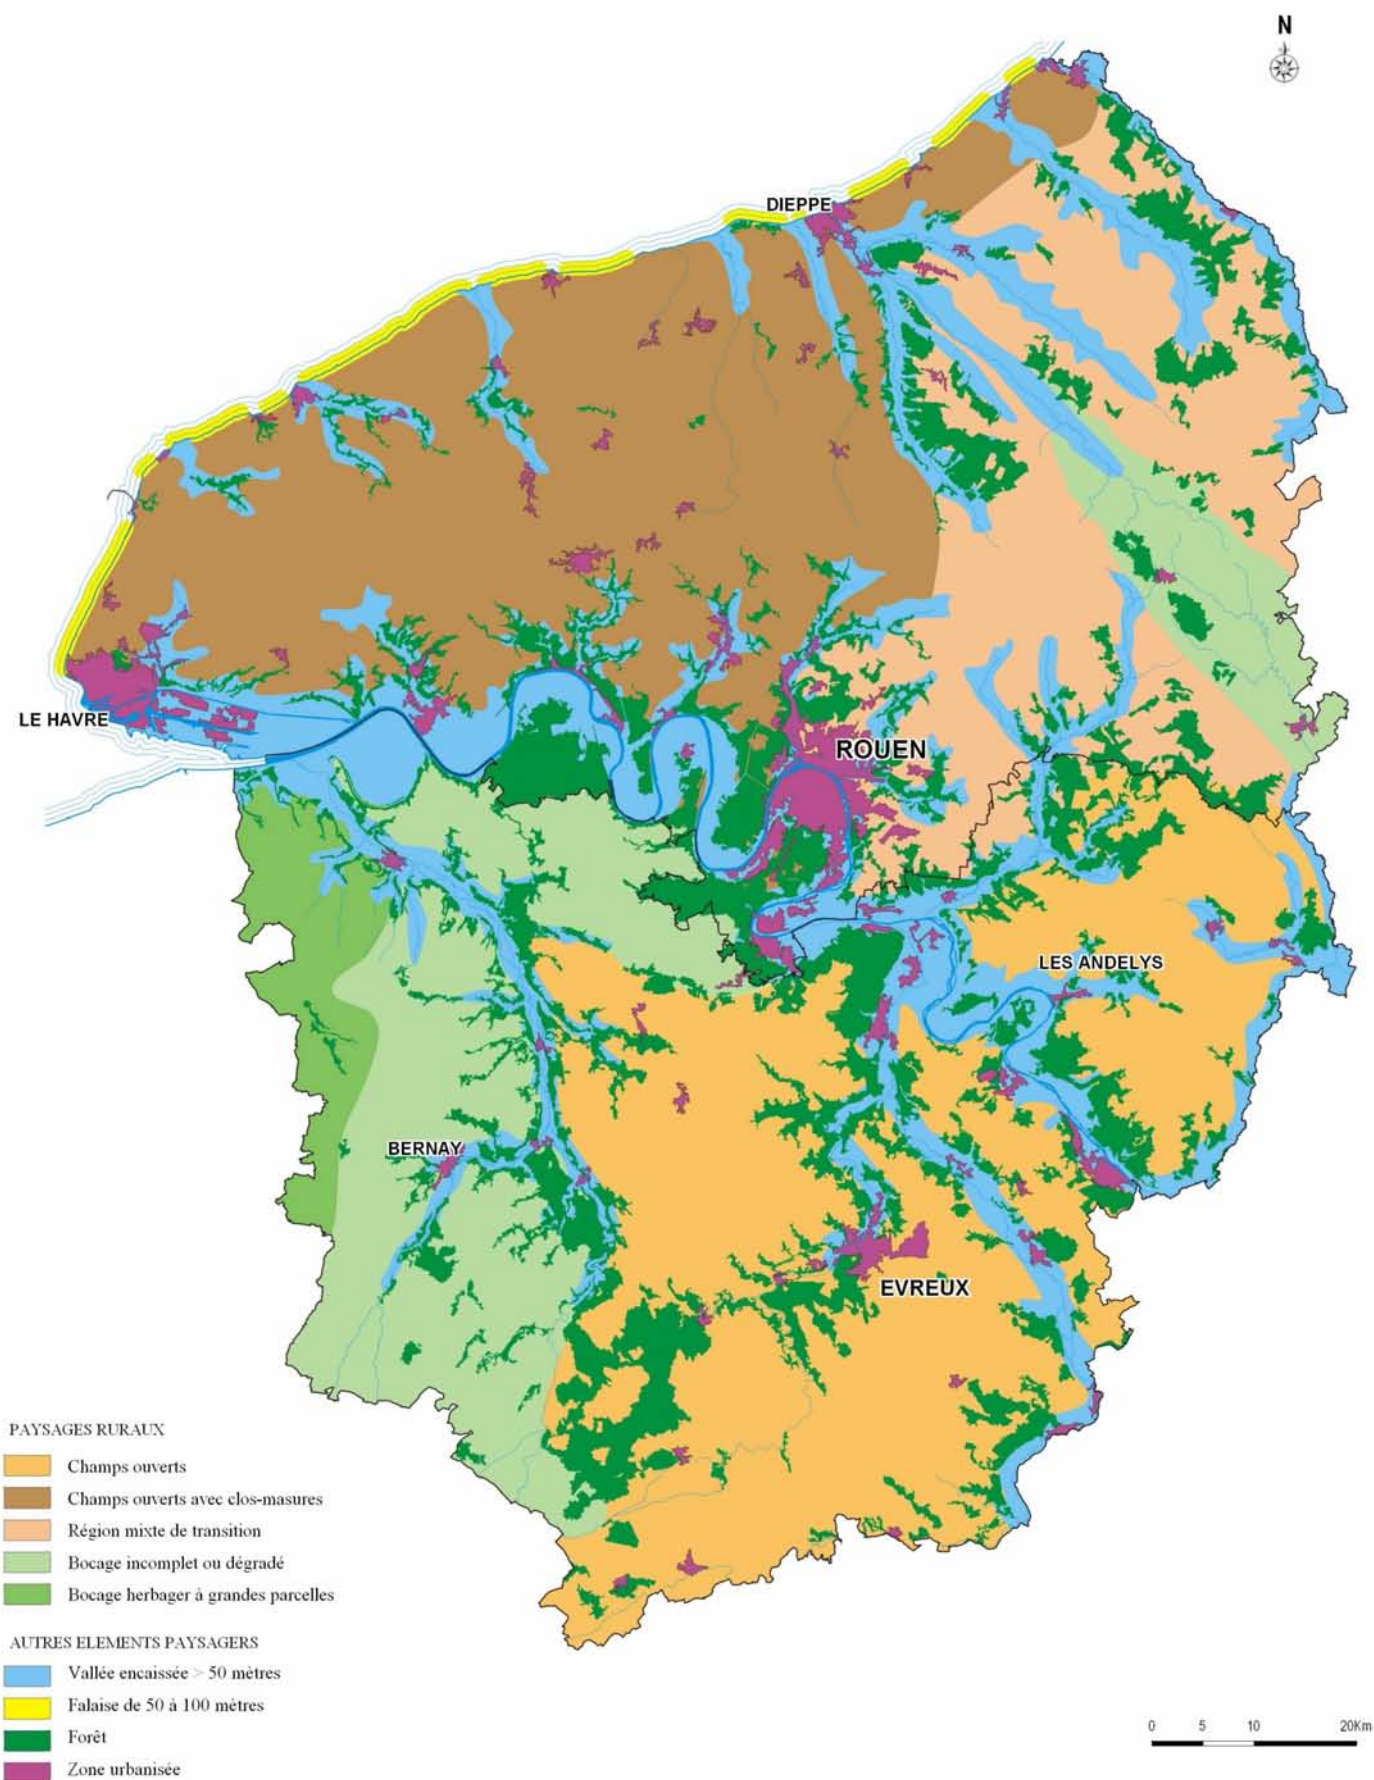 N
DIEPPE
LE HAVRE
ROUEN
LES ANDELYS
BERNAY
EVREUX
PAYSAGES RURAUX
Champs ouverts
Champs ouverts avec clos-masures
Région mixte de transition
Bocage incomplet ou dégradé
Bocage herbager à grandes parcelles
AUTRES ELEMENTS PAYSAGERS
Vallée encaissée > 50 mètres
Falaise de 50 à 100 mètres
Forêt
Zone urbanisée
0 5 10 20Km